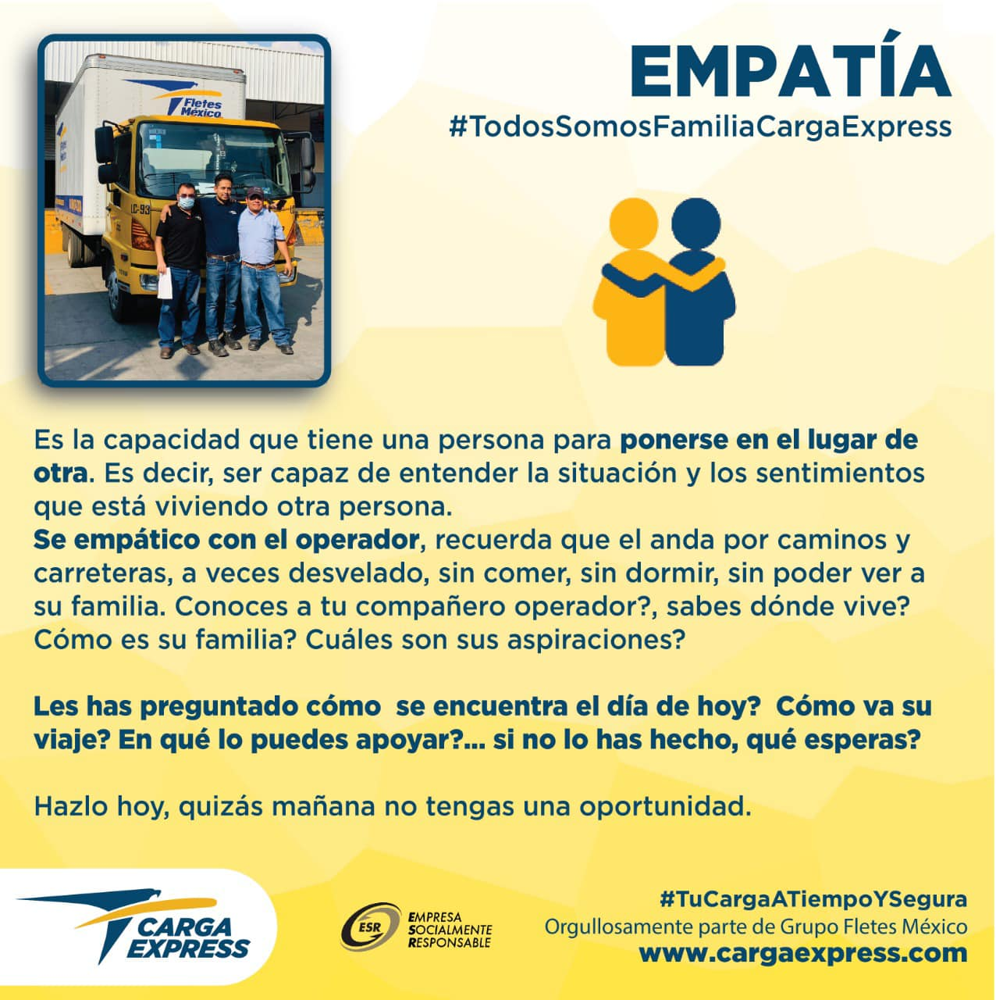 EMPATÍA
#TodosSomosFamiliaCargaExpress
Fletes
México
Fletes
México
LC-93
Es la capacidad que tiene una persona para ponerse en el lugar de
otra. Es decir, ser capaz de entender la situación y los sentimientos
que está viviendo otra persona.
Se empático con el operador, recuerda que el anda por caminos y
carreteras, a veces desvelado, sin comer, sin dormir, sin poder ver a
su familia. Conoces a tu compañero operador?, sabes dónde vive?
Cómo es su familia? Cuáles son sus aspiraciones?
Les has preguntado cómo  se encuentra el día de hoy?  Cómo va su
viaje? En qué lo puedes apoyar?... si no lo has hecho, qué esperas?
Hazlo hoy, quizás mañana no tengas una oportunidad.
CARGA
EXPRESS
ESR
EMPRESA
SOCIALMENTE
RESPONSABLE
#TuCargaATiempoYSegura
Orgullosamente parte de Grupo Fletes México
www.cargaexpress.com